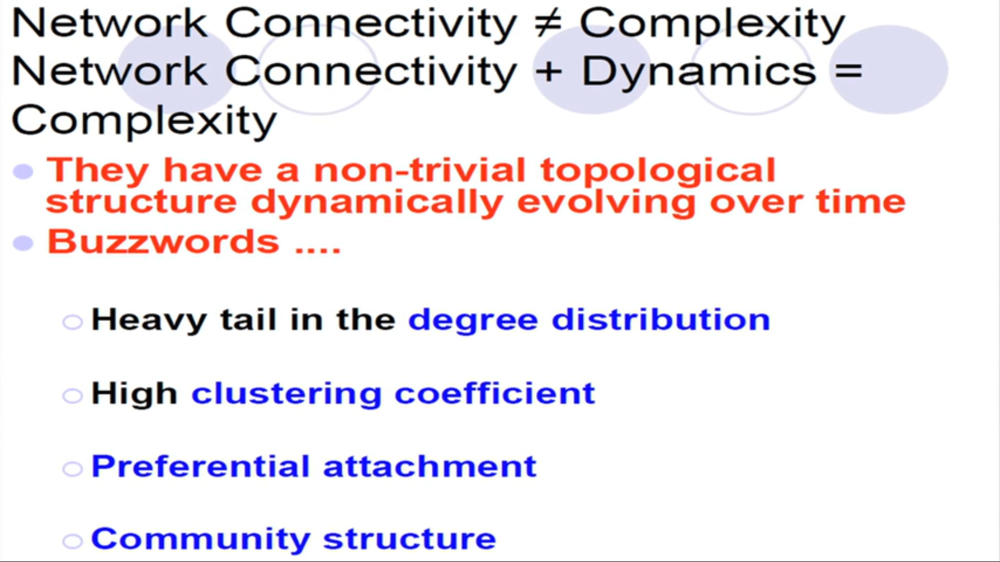 Network Connectivity ≠ Complexity
Network Connectivity + Dynamics =
Complexity
They have a non-trivial topological
structure dynamically evolving over time
Buzzwords ....
Heavy tail in the degree distribution
High clustering coefficient
Preferential attachment
Community structure